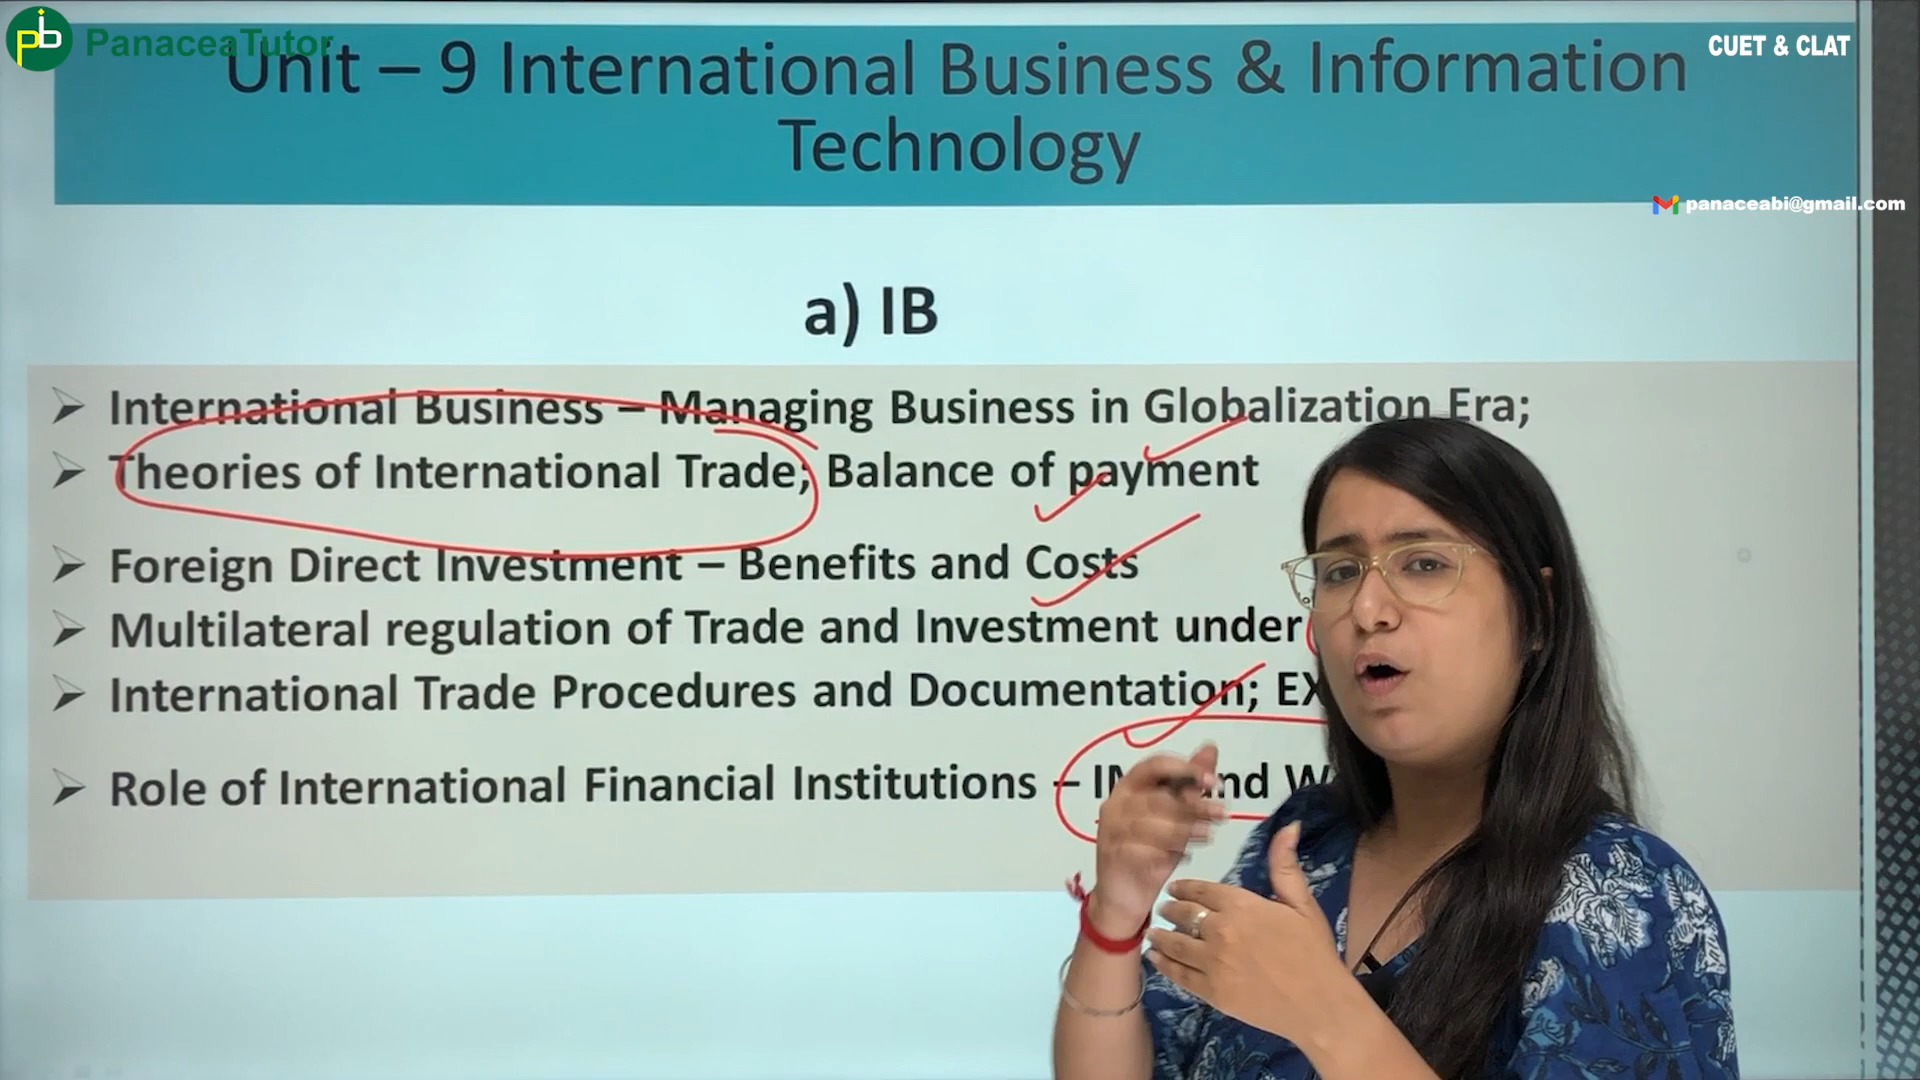 PanaceaTutor
CUET & CLAT
Unit – 9 International Business & Information
Technology
panaceabi@gmail.com
a) IB
➢ International Business – Managing Business in Globalization Era;
➢ Theories of International Trade; Balance of payment
➢ Foreign Direct Investment – Benefits and Costs
➢ Multilateral regulation of Trade and Investment under
➢ International Trade Procedures and Documentation;
➢ Role of International Financial Institutions –